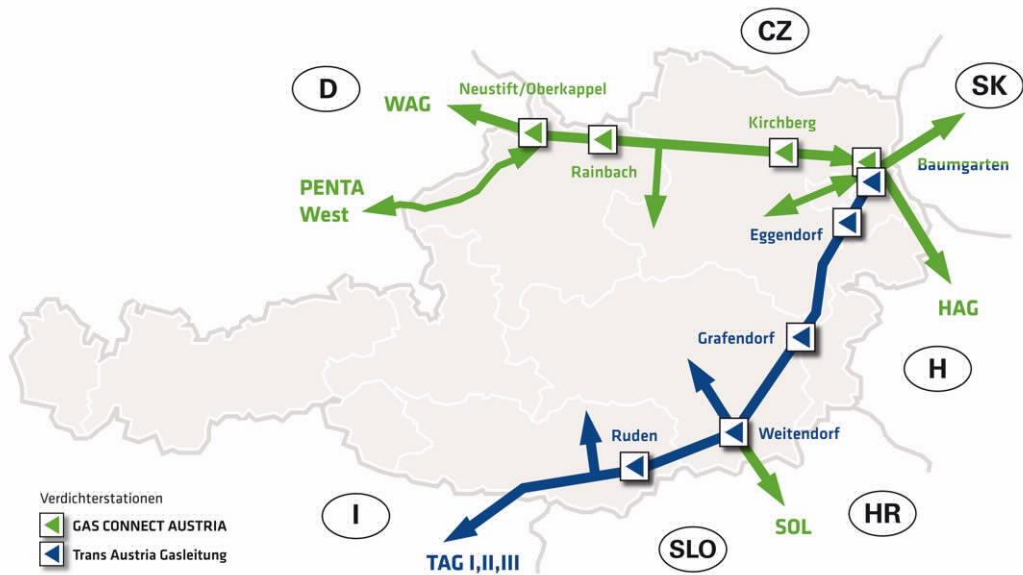 CZ
D
SK
Neustift/Oberkappel
WAG
Kirchberg
Rainbach
Baumgarten
PENTA
West
Eggendorf
HAG
Grafendorf
H
Ruden
Weitendorf
Verdichterstationen
GAS CONNECT AUSTRIA
Trans Austria Gasleitung
I
TAG I,II,III
SLO
SOL
HR